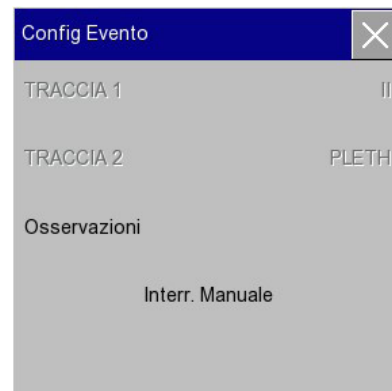 Config Evento
TRACCIA 1 II
TRACCIA 2 PLETH
Osservazioni
Interr. Manuale